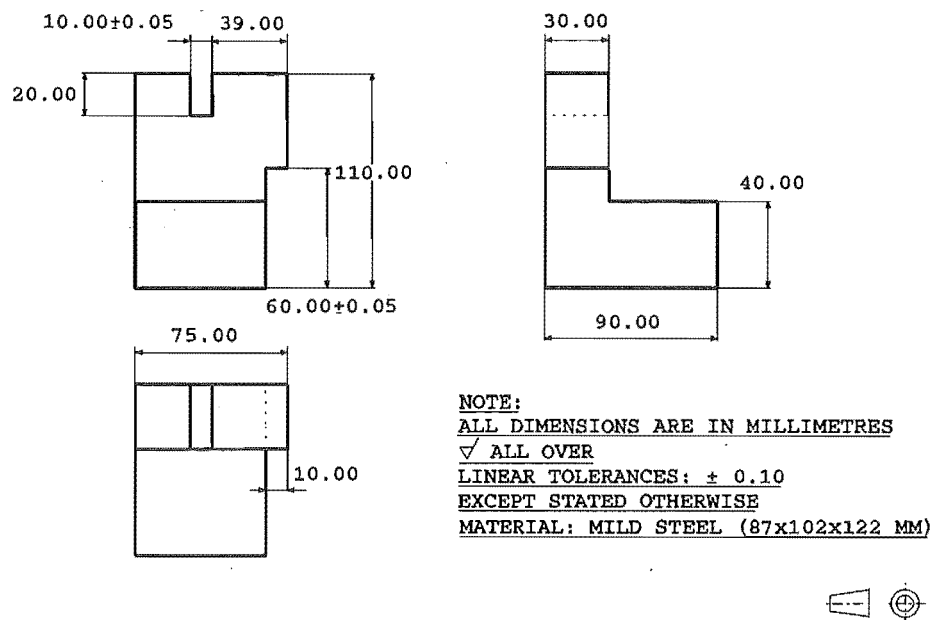 10.00±0.05
39.00
30.00
20.00
110.00
40.00
60.00±0.05
75.00
90.00
10.00
NOTE:
ALL DIMENSIONS ARE IN MILLIMETRES
ALL OVER
LINEAR TOLERANCES: ± 0.10
EXCEPT STATED OTHERWISE
MATERIAL: MILD STEEL (87x102x122 MM)